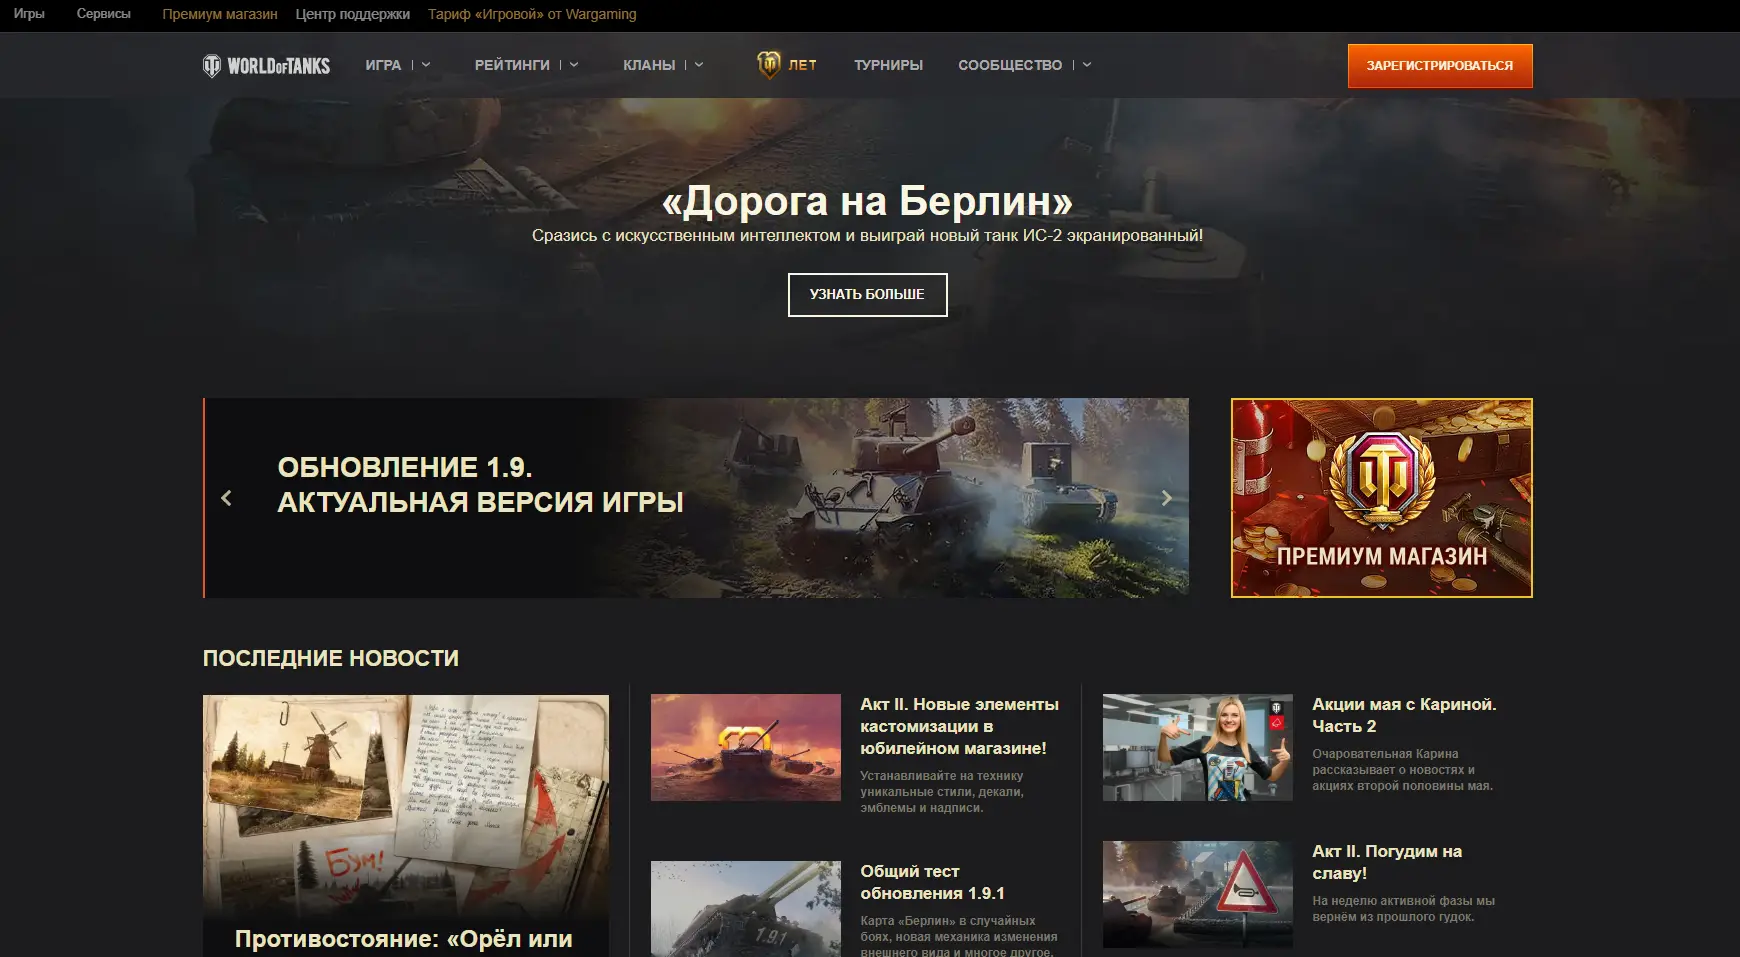 Игры Сервисы Премиум магазин Центр поддержки Тариф «Игровой» от Wargaming
WORLD OF TANKS ИГРА РЕЙТИНГИ КЛАНЫ ЛЕТ ТУРНИРЫ СООБЩЕСТВО ЗАРЕГИСТРИРОВАТЬСЯ
«Дорога на Берлин»
Сразись с искусственным интеллектом и выиграй новый танк ИС-2 экранированный!
УЗНАТЬ БОЛЬШЕ
ОБНОВЛЕНИЕ 1.9.
АКТУАЛЬНАЯ ВЕРСИЯ ИГРЫ
ПРЕМИУМ МАГАЗИН
ПОСЛЕДНИЕ НОВОСТИ
БУМ!
Противостояние: «Орёл или
Акт II. Новые элементы
кастомизации в
юбилейном магазине!
Устанавливайте на технику
уникальные стили, декали,
эмблемы и надписи.
1.9.1
Общий тест
обновления 1.9.1
Карта «Берлин» в случайных
боях, новая механика изменения
внешнего вида и многое другое.
Акции мая с Кариной.
Часть 2
Очаровательная Карина
рассказывает о новостях и
акциях второй половины мая.
Акт II. Погудим на
славу!
На неделю активной фазы мы
вернём из прошлого гудок.